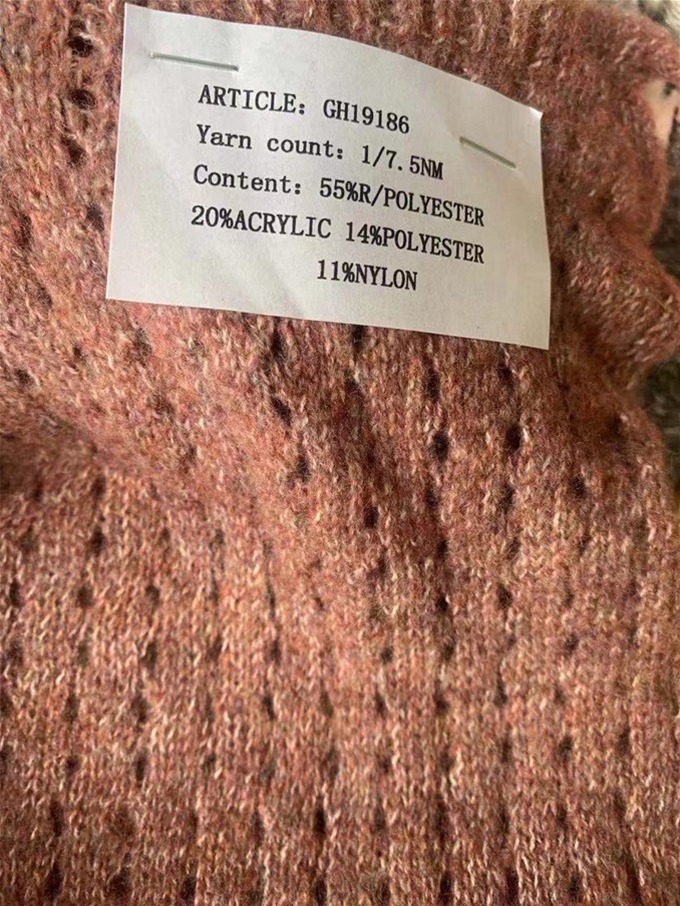 ARTICLE: GH19186
Yarn count: 1/7.5NM
Content: 55%R/POLYESTER
20%ACRYLIC 14%POLYESTER
11%NYLON